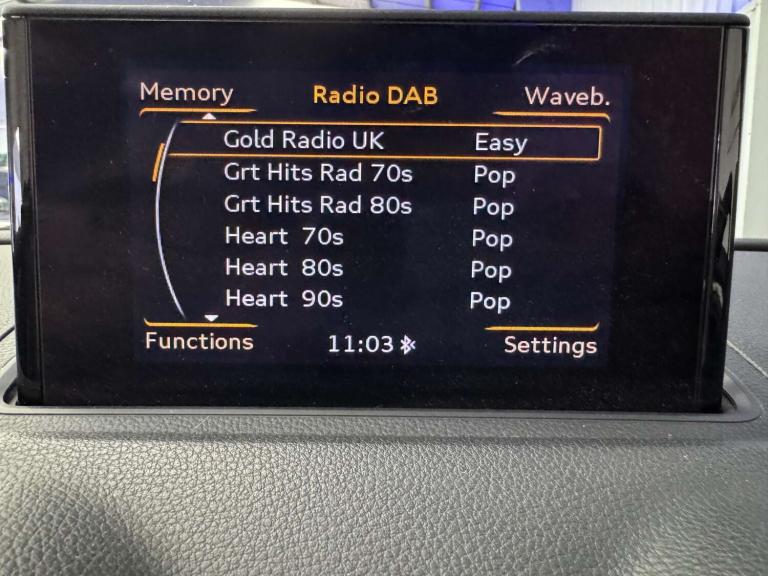 Memory Radio DAB Waveb.
Gold Radio UK Easy
Grt Hits Rad 70s Pop
Grt Hits Rad 80s Pop
Heart 70s Pop
Heart 80s Pop
Heart 90s Pop
Functions 11:03 Settings